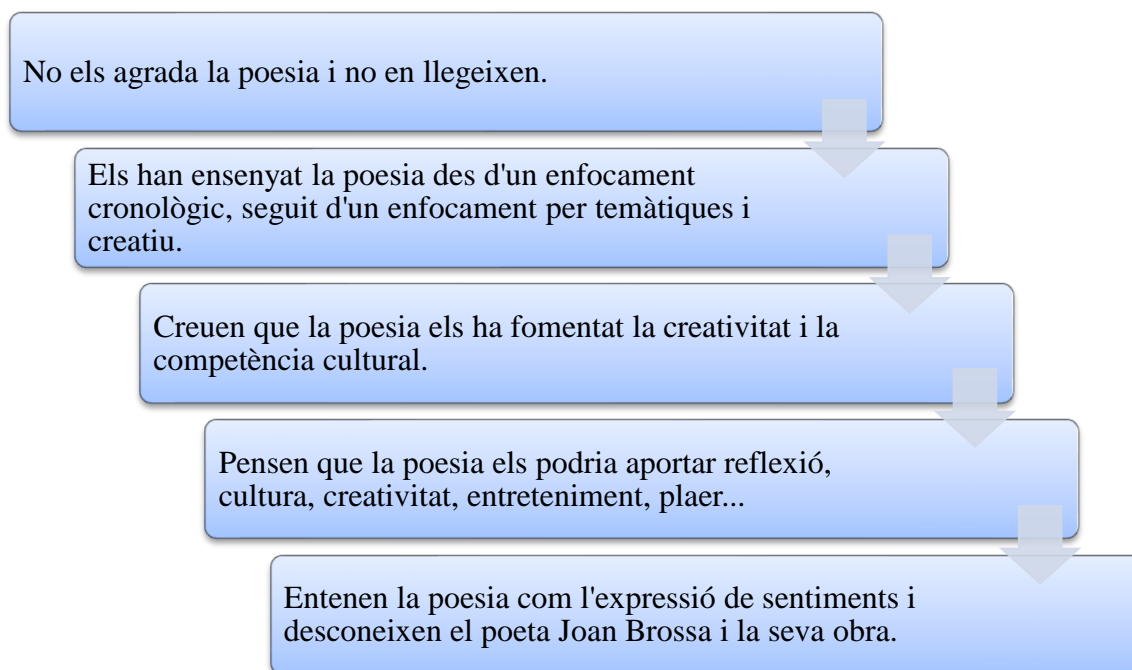 No els agrada la poesia i no en llegeixen.
Els han ensenyat la poesia des d'un enfocament
cronològic, seguit d'un enfocament per temàtiques i
creatiu.
Creuen que la poesia els ha fomentat la creativitat i la
competència cultural.
Pensen que la poesia els podria aportar reflexió,
cultura, creativitat, entreteniment, plaer...
Entenen la poesia com l'expressió de sentiments i
desconeixen el poeta Joan Brossa i la seva obra.